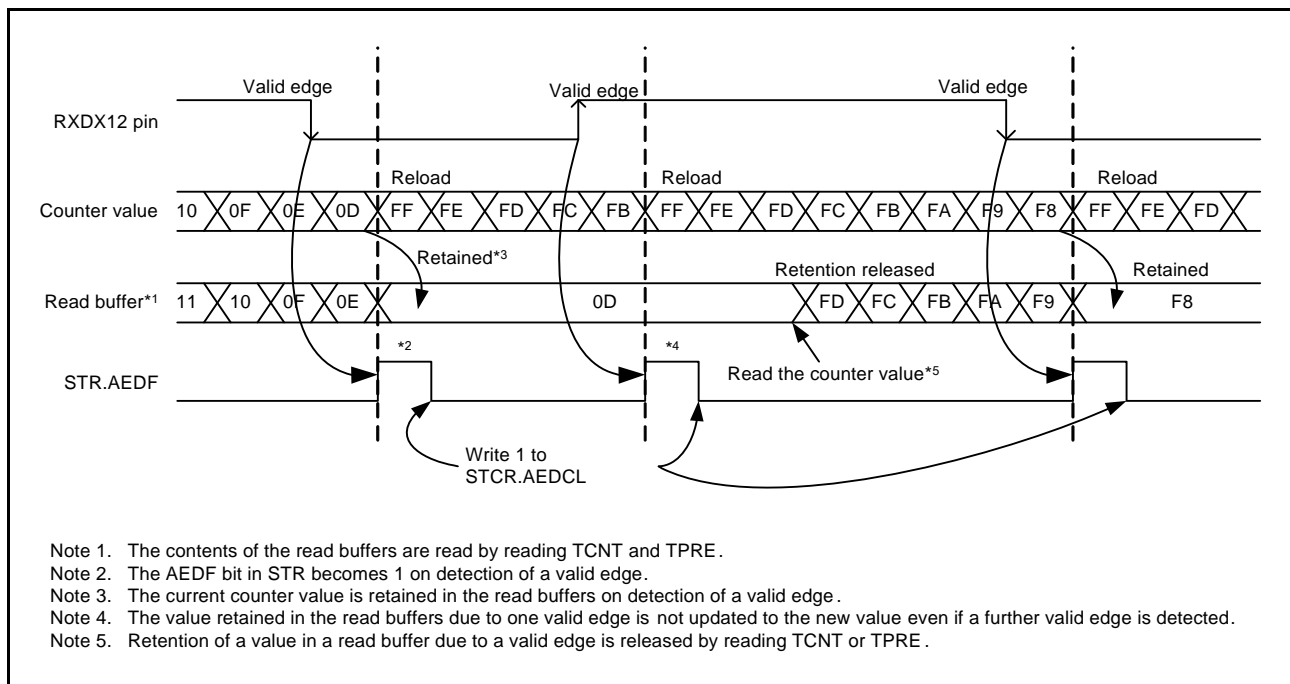 Valid edge Valid edge Valid edge
RXDX12 pin
Reload Reload Reload
Counter value 10 0F 0E 0D FF FE FD FC FB FF FE FD FC FB FA F9 F8 FF FE FD
Retained*3 Retention released Retained
Read buffer*1 11 10 0F 0E 0D FD FC FB FA F9 F8
*2 *4
STR.AEDF Read the counter value*5
Write 1 to
STCR.AEDCL
Note 1. The contents of the read buffers are read by reading TCNT and TPRE.
Note 2. The AEDF bit in STR becomes 1 on detection of a valid edge.
Note 3. The current counter value is retained in the read buffers on detection of a valid edge.
Note 4. The value retained in the read buffers due to one valid edge is not updated to the new value even if a further valid edge is detected.
Note 5. Retention of a value in a read buffer due to a valid edge is released by reading TCNT or TPRE.